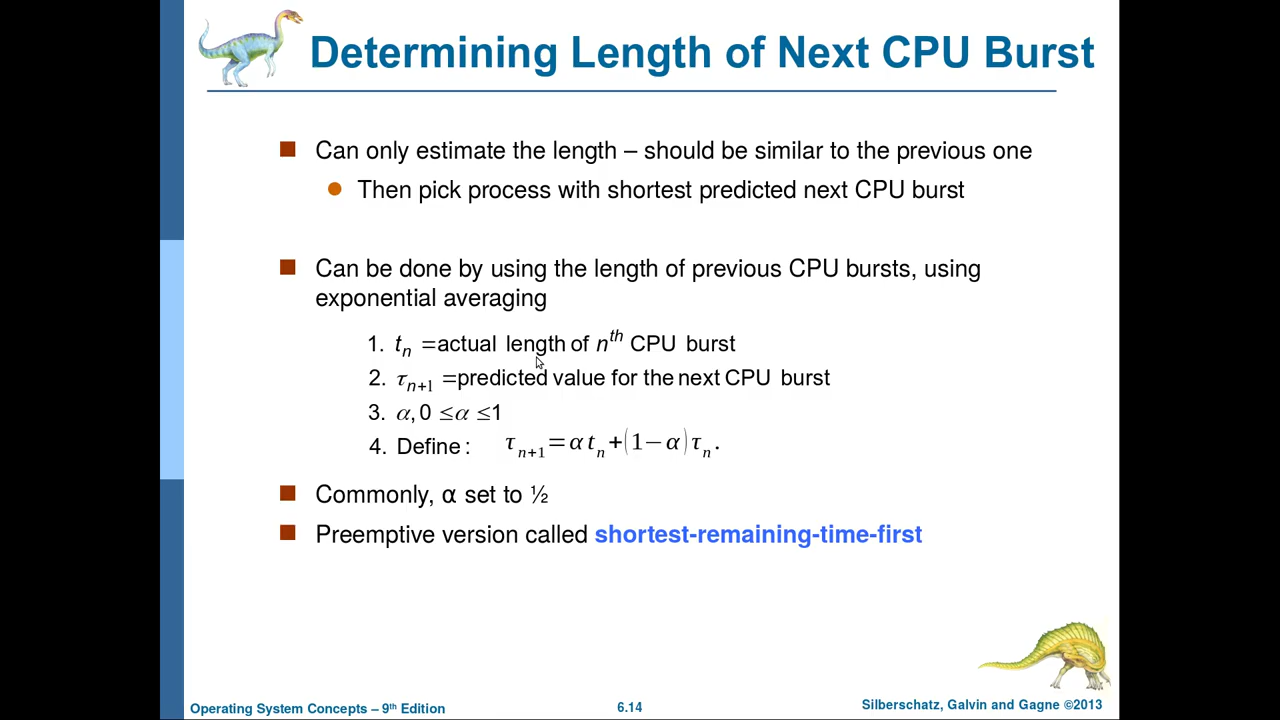 Determining Length of Next CPU Burst
Can only estimate the length – should be similar to the previous one
Then pick process with shortest predicted next CPU burst
Can be done by using the length of previous CPU bursts, using
exponential averaging
1. tₙ =actual length of nᵗʰ CPU burst
2. τₙ₊₁ =predicted value for the next CPU burst
3. α, 0 ≤α ≤1
4. Define : τₙ₊₁=α tₙ+(1−α)τₙ.
Commonly, α set to ½
Preemptive version called shortest-remaining-time-first
Operating System Concepts – 9th Edition
6.14
Silberschatz, Galvin and Gagne ©2013